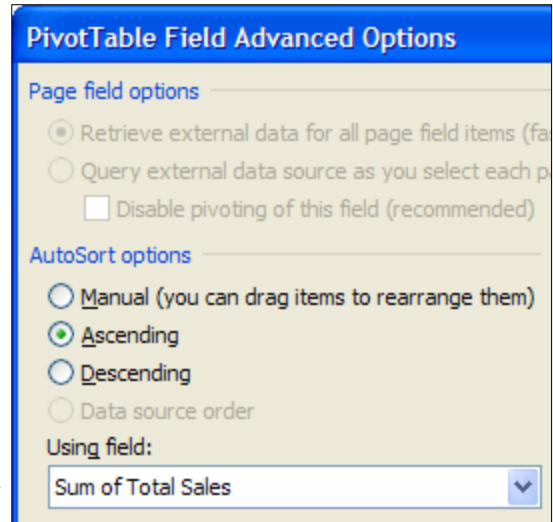 PivotTable Field Advanced Options
Page field options
Retrieve external data for all page field items (fa
Query external data source as you select each p
Disable pivoting of this field (recommended)
AutoSort options
Manual (you can drag items to rearrange them)
Ascending
Descending
Data source order
Using field:
Sum of Total Sales